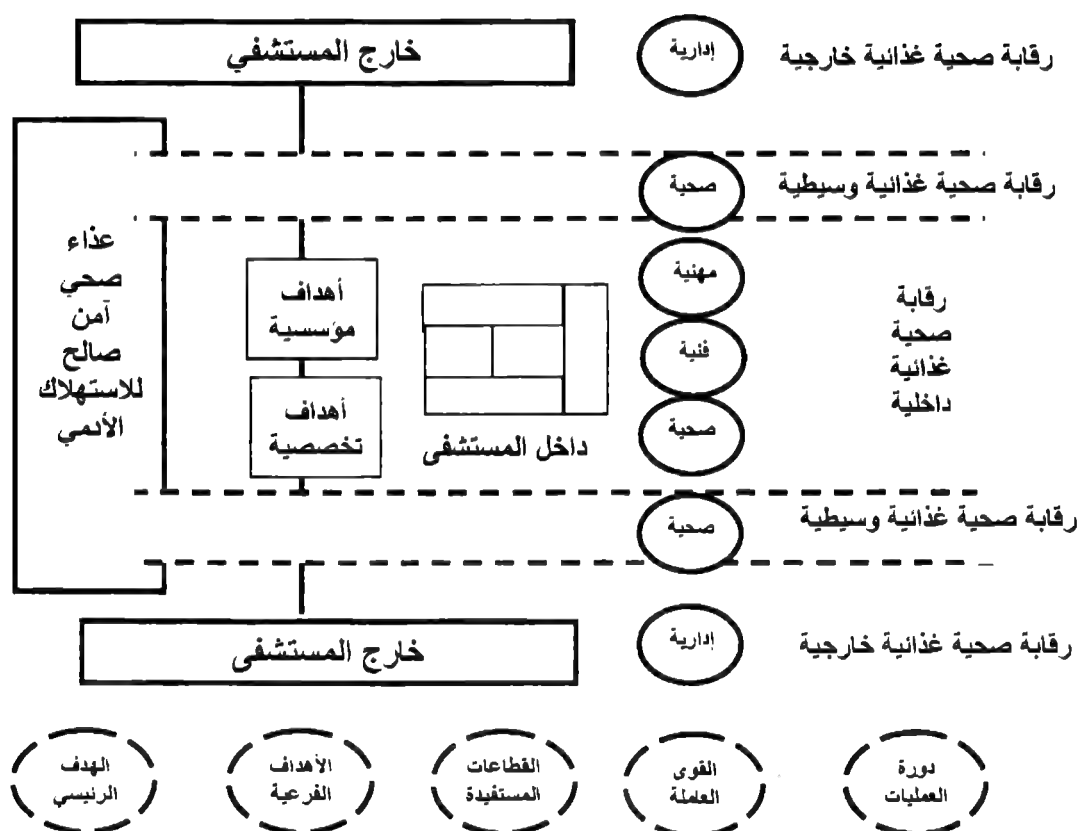 خارج المستشفي
إدارية
رقابة صحية غذائية خارجية
صحية
رقابة صحية غذائية وسيطية
عذاء
صحي
آمن
صالح
للاستهلاك
الأدمي
أهداف
مؤسسية
أهداف
تخصصية
داخل المستشفى
مهنية
فنية
صحية
رقابة
صحية
غذائية
داخلية
صحية
رقابة صحية غذائية وسيطية
خارج المستشفى
إدارية
رقابة صحية غذائية خارجية
دورة
العمليات
القوى
العاملة
القطاعات
المستفيدة
الأهداف
الفرعية
الهدف
الرئيسي